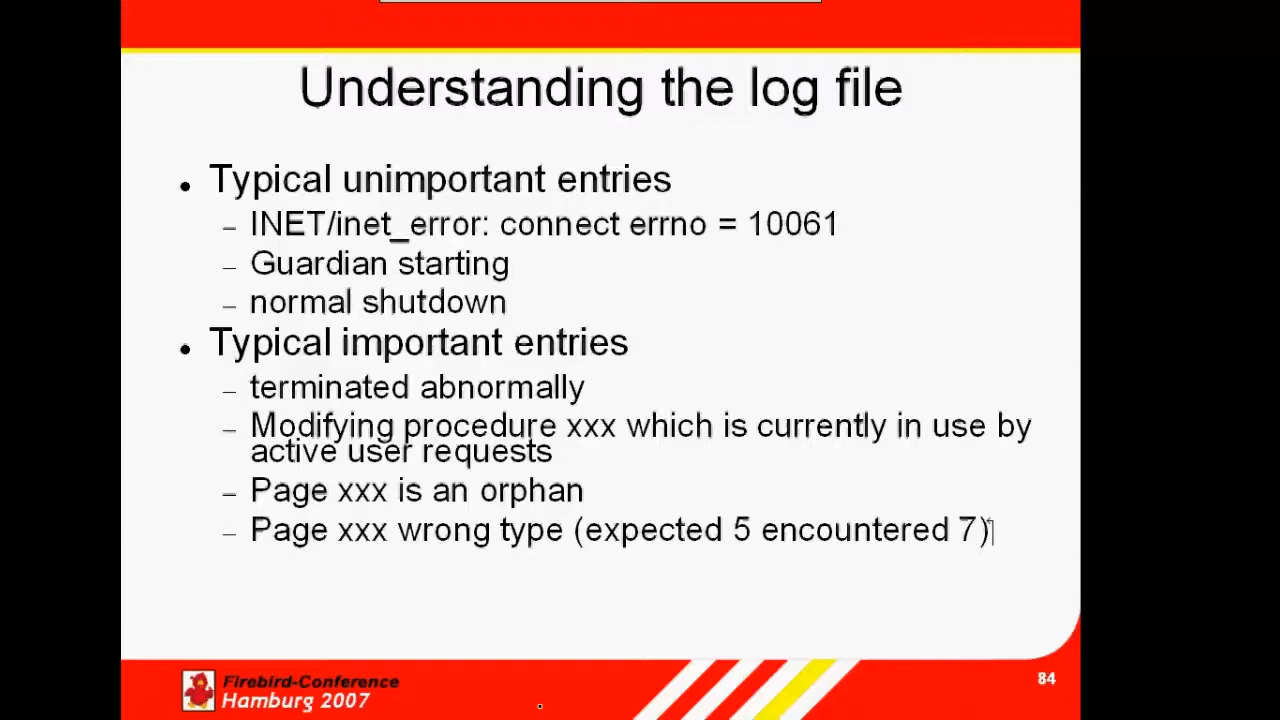 Understanding the log file
• Typical unimportant entries
– INET/inet_error: connect errno = 10061
– Guardian starting
– normal shutdown
• Typical important entries
– terminated abnormally
– Modifying procedure xxx which is currently in use by
active user requests
– Page xxx is an orphan
– Page xxx wrong type (expected 5 encountered 7)
Firebird-Conference
Hamburg 2007
84